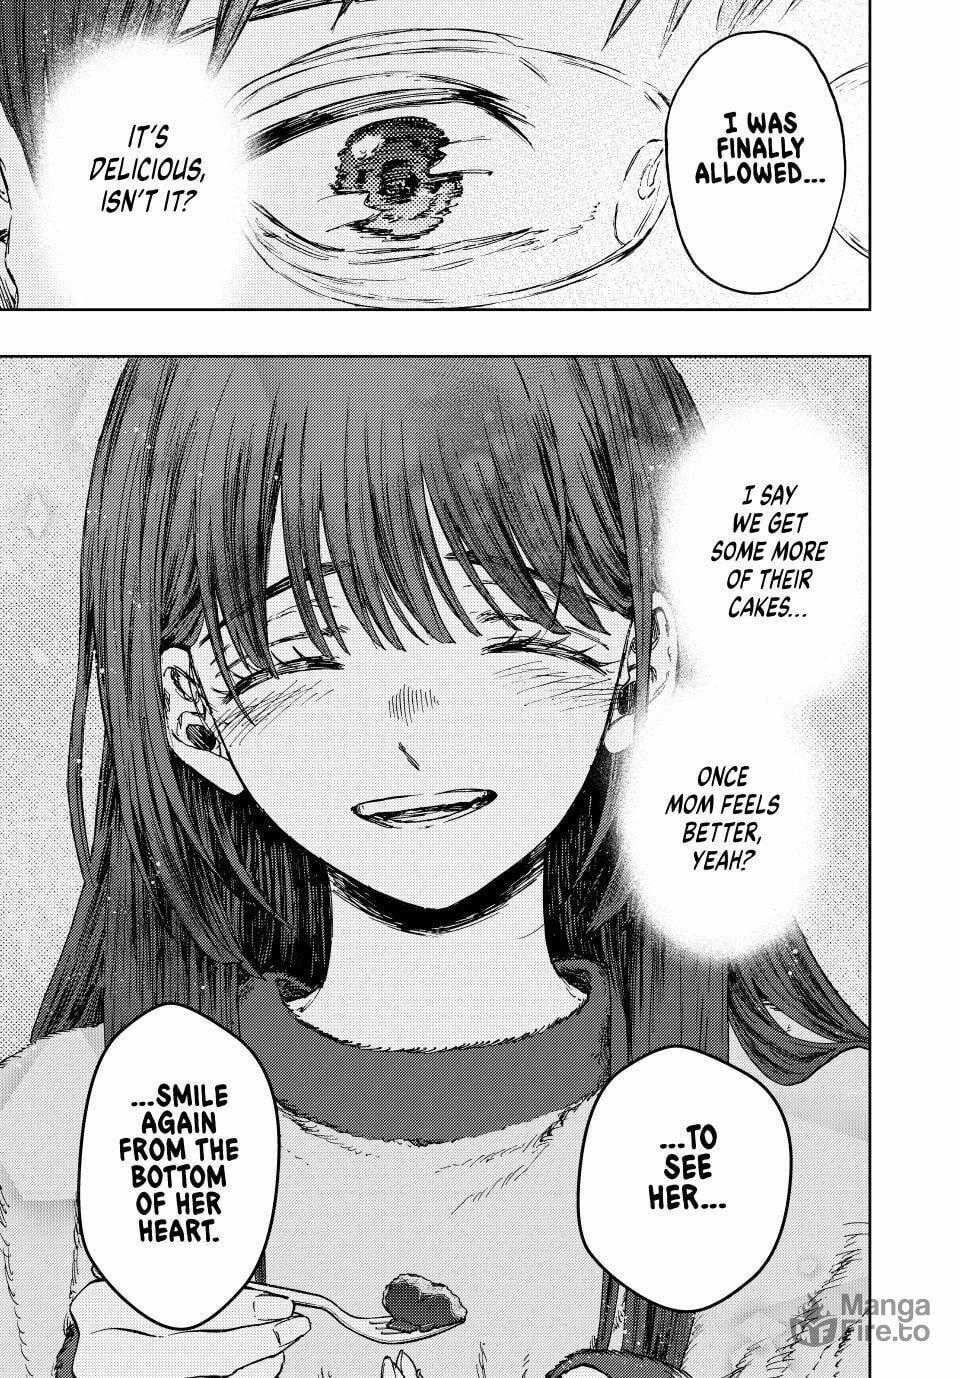 I WAS
FINALLY
ALLOWED...
IT'S
DELICIOUS,
ISN'T IT?
I SAY
WE GET
SOME MORE
OF THEIR
CAKES...
ONCE
MOM FEELS
BETTER,
YEAH?
...TO
SEE
HER...
...SMILE
AGAIN
FROM THE
BOTTOM
OF HER
HEART.
Manga
Fire.to